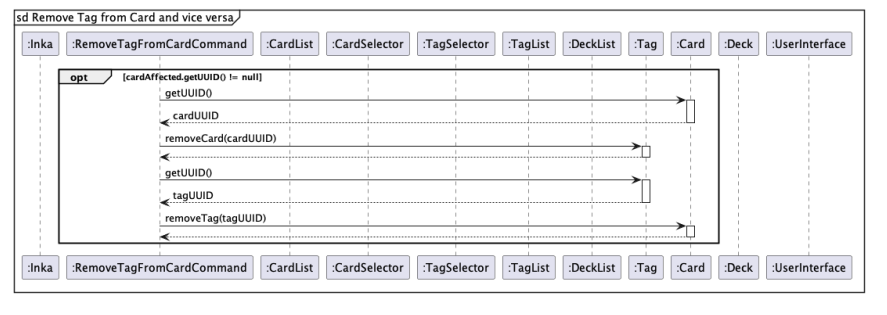 sd Remove Tag from Card and vice versa
:Inka :RemoveTagFromCardCommand :CardList :CardSelector :TagSelector :TagList :DeckList :Tag :Card :Deck :UserInterface
opt [cardAffected.getUUID() != null]
getUUID()
cardUUID
removeCard(cardUUID)
getUUID()
tagUUID
removeTag(tagUUID)
:Inka :RemoveTagFromCardCommand :CardList :CardSelector :TagSelector :TagList :DeckList :Tag :Card :Deck :UserInterface